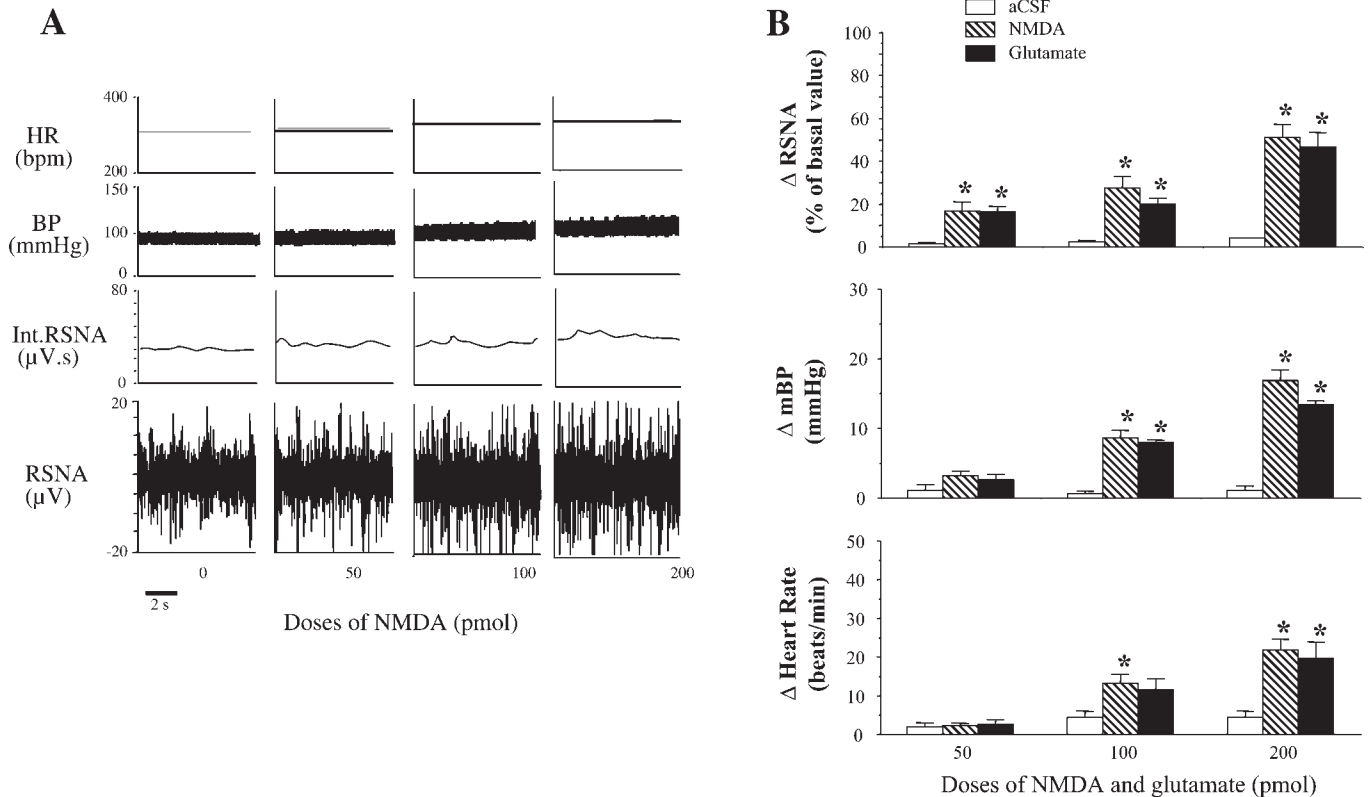 A
HR
(bpm)
400
200
BP
(mmHg)
150
100
0
Int.RSNA
(µV.s)
80
0
RSNA
(µV)
20
-20
0 50 100 200
2 s
Doses of NMDA (pmol)
B
aCSF
NMDA
Glutamate
Δ RSNA
(% of basal value)
100
80
60
40
20
0
* * * * * *
Δ mBP
(mmHg)
30
20
10
0
* * * *
Δ Heart Rate
(beats/min)
50
40
30
20
10
0
* * *
50 100 200
Doses of NMDA and glutamate (pmol)